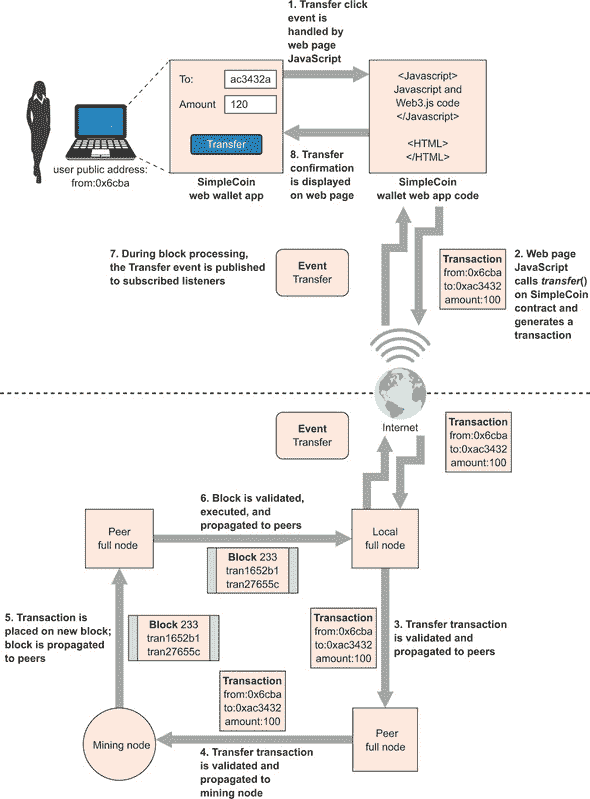 1. Transfer click
event is
handled by
web page
JavaScript
To:
ac3432a
Amount
120
Transfer
<Javascript>
Javascript and
Web3.js code
</Javascript>
<HTML>
</HTML>
user public address:
from:0x6cba
SimpleCoin
web wallet app
8. Transfer
confirmation
is displayed
on web page
SimpleCoin
wallet web app code
7. During block processing,
the Transfer event is published
to subscribed listeners
Event
Transfer
Transaction
from:0x6cba
to:0xac3432
amount:100
2. Web page
JavaScript
calls transfer()
on SimpleCoin
contract and
generates a
transaction
Internet
Event
Transfer
Transaction
from:0x6cba
to:0xac3432
amount:100
6. Block is validated,
executed, and
propagated to peers
Peer
full node
Local
full node
Block 233
tran1652b1
tran27655c
5. Transaction is
placed on new block;
block is propagated
to peers
Block 233
tran1652b1
tran27655c
Transaction
from:0x6cba
to:0xac3432
amount:100
3. Transfer transaction
is validated and
propagated to peers
Transaction
from:0x6cba
to:0xac3432
amount:100
Mining node
Peer
full node
4. Transfer transaction
is validated and
propagated to
mining node